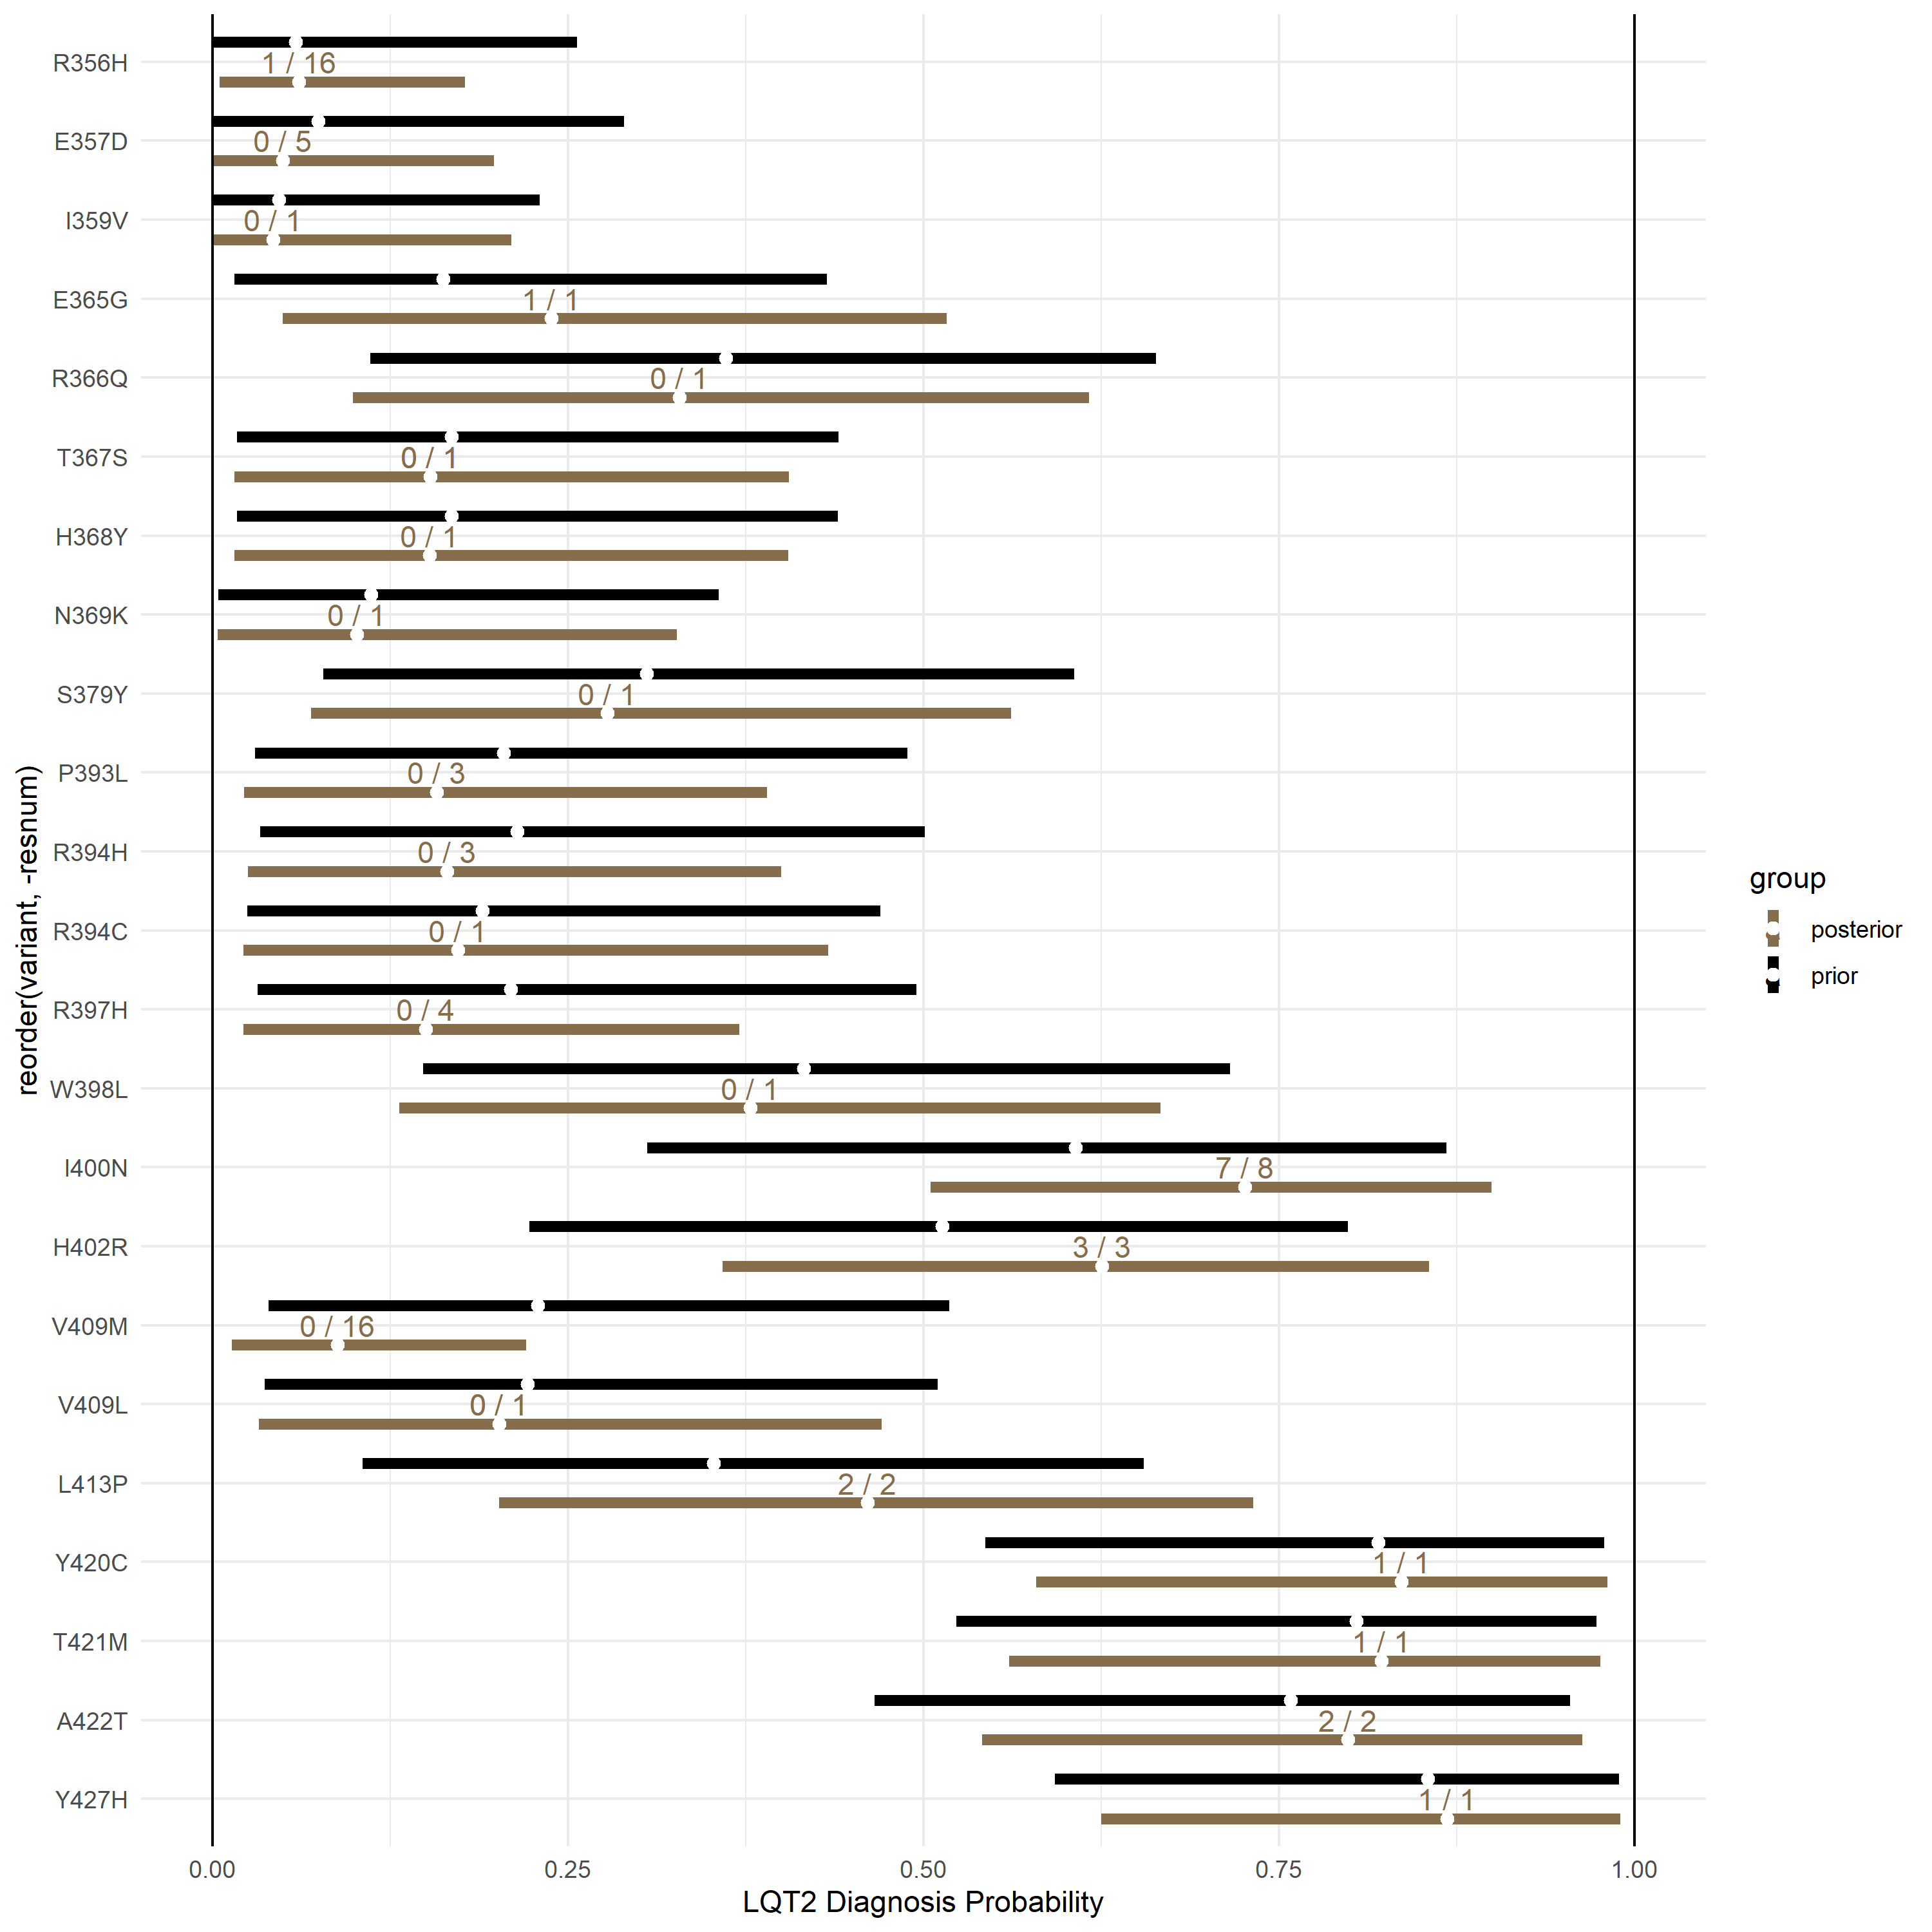 R356H
1 / 16
E357D
0 / 5
I359V
0 / 1
E365G
1 / 1
R366Q
0 / 1
T367S
0 / 1
H368Y
0 / 1
N369K
0 / 1
S379Y
0 / 1
P393L
0 / 3
R394H
0 / 3
R394C
0 / 1
R397H
0 / 4
W398L
0 / 1
I400N
7 / 8
H402R
3 / 3
V409M
0 / 16
V409L
0 / 1
L413P
2 / 2
Y420C
1 / 1
T421M
1 / 1
A422T
2 / 2
Y427H
1 / 1
reorder(variant, -resnum)
0.00 0.25 0.50 0.75 1.00
LQT2 Diagnosis Probability
group
posterior
prior